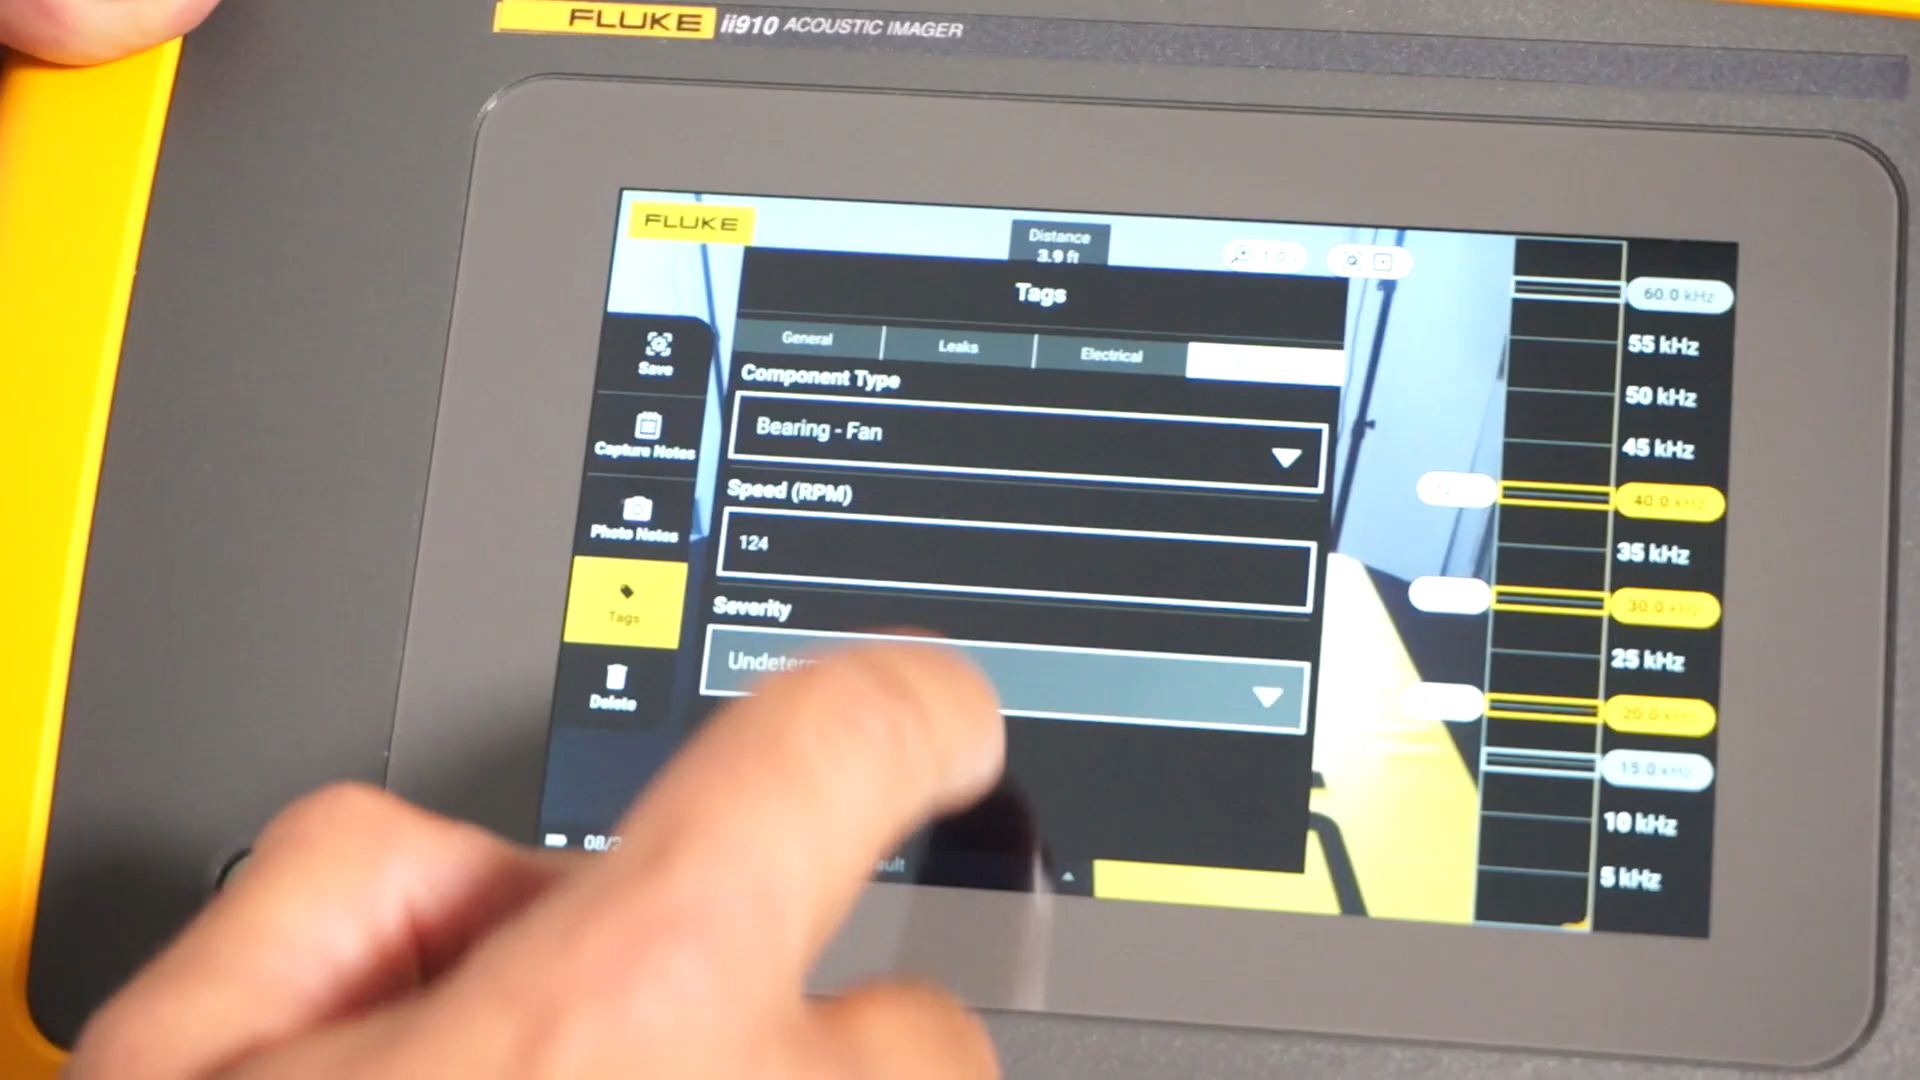 FLUKE ii910 ACOUSTIC IMAGER
FLUKE
Distance
3.9 ft
Tags
General
Leaks
Electrical
Save
Capture Notes
Photo Notes
Tags
Delete
Component Type
Bearing - Fan
Speed (RPM)
124
Severity
60.0 kHz
55 kHz
50 kHz
45 kHz
40.0 kHz
35 kHz
30.0 kHz
25 kHz
20.0 kHz
15.0 kHz
10 kHz
5 kHz